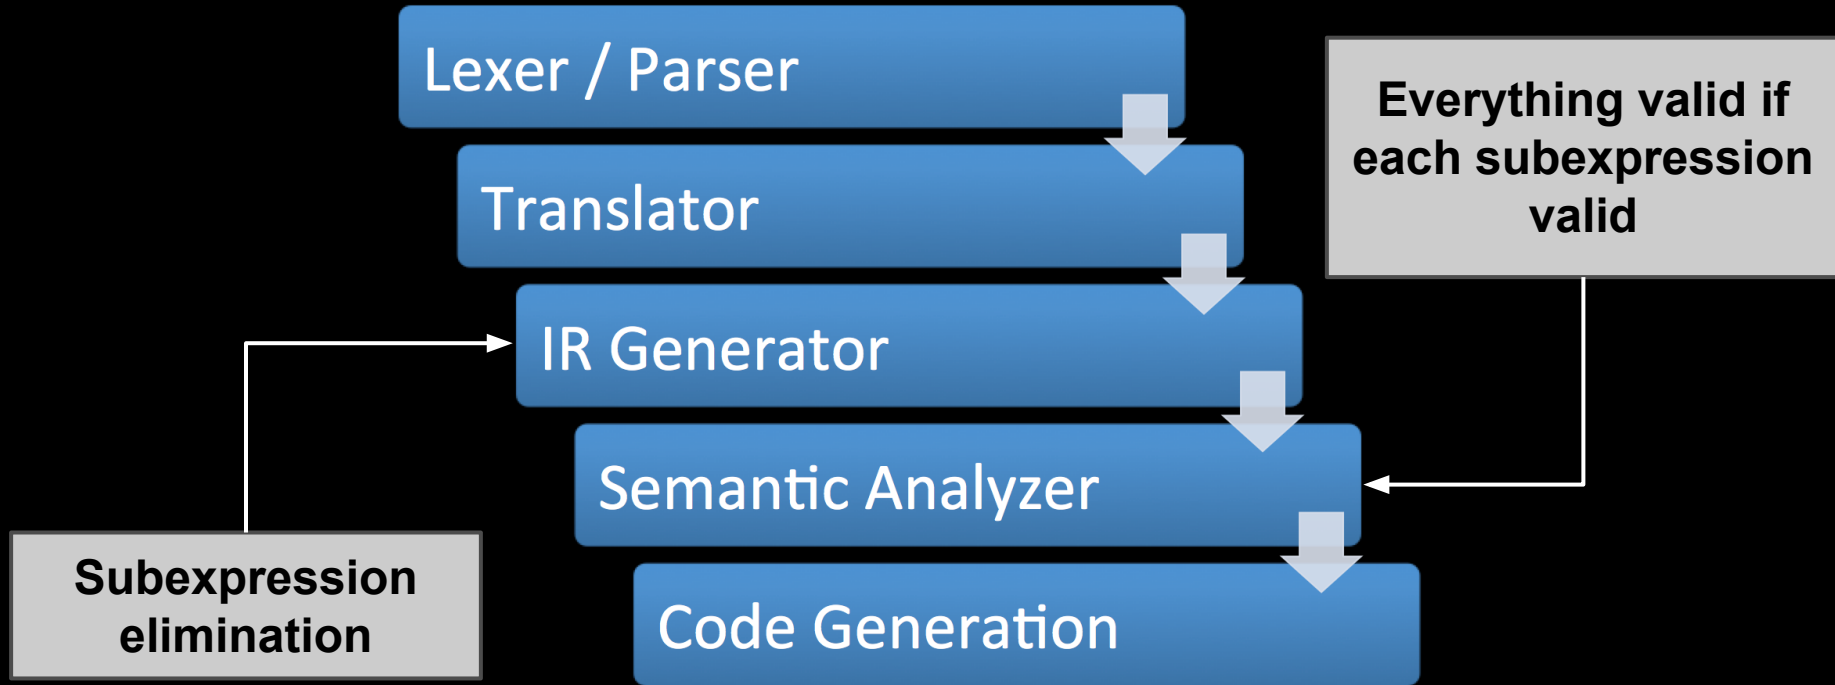 Lexer / Parser
Everything valid if
each subexpression
valid
Translator
IR Generator
Semantic Analyzer
Subexpression
elimination
Code Generation